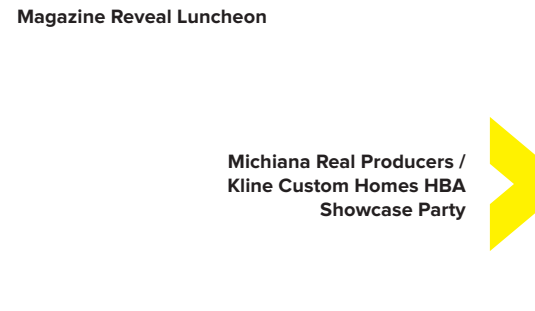 Magazine Reveal Luncheon
Michiana Real Producers /
Kline Custom Homes HBA
Showcase Party